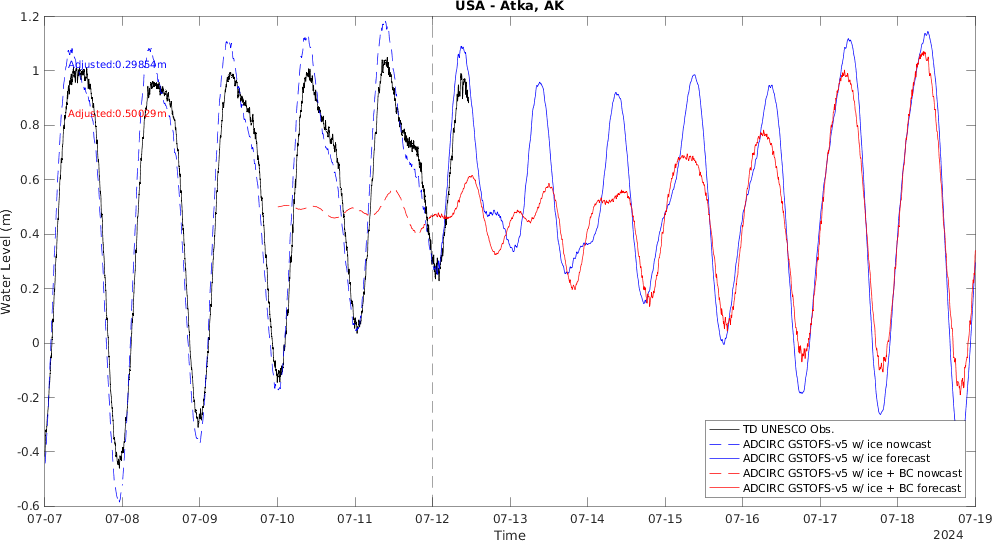 USA - Atka, AK
Adjusted:0.29854m
Adjusted:0.50029m
Water Level (m)
1.2
1
0.8
0.6
0.4
0.2
0
-0.2
-0.4
-0.6
TD UNESCO Obs.
ADCIRC GSTOFS-v5 w/ ice nowcast
ADCIRC GSTOFS-v5 w/ ice forecast
ADCIRC GSTOFS-v5 w/ ice + BC nowcast
ADCIRC GSTOFS-v5 w/ ice + BC forecast
07-07 07-08 07-09 07-10 07-11 07-12 07-13 07-14 07-15 07-16 07-17 07-18 07-19
Time
2024